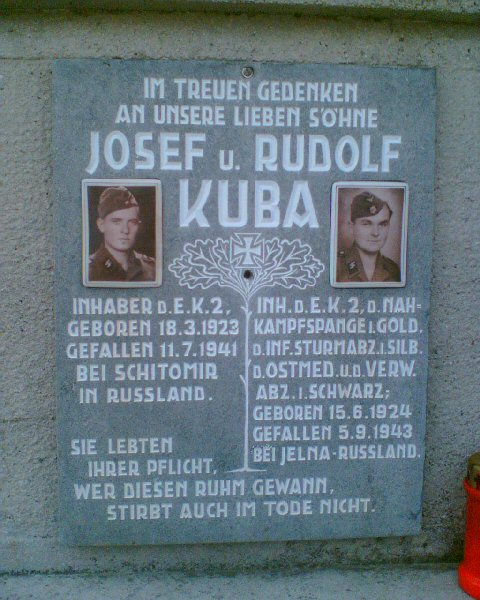 IM TREUEN GEDENKEN
AN UNSERE LIEBEN SÖHNE
JOSEF U. RUDOLF
KUBA
INHABER D.E.K.2,
GEBOREN 18.3.1923
GEFALLEN 11.7.1941
BEI SCHITOMIR
IN RUSSLAND.
INH.D.E.K.2,D.NAH-
KAMPFSPANGE I.GOLD,
D.INF.STURMABZ.I.SILB.
D.OSTMED.U.D.VERW.
ABZ.I.SCHWARZ;
GEBOREN 15.6.1924
GEFALLEN 5.9.1943
BEI JELNA-RUSSLAND.
SIE LEBTEN
IHRER PFLICHT,
WER DIESEN RUHM GEWANN,
STIRBT AUCH IM TODE NICHT.